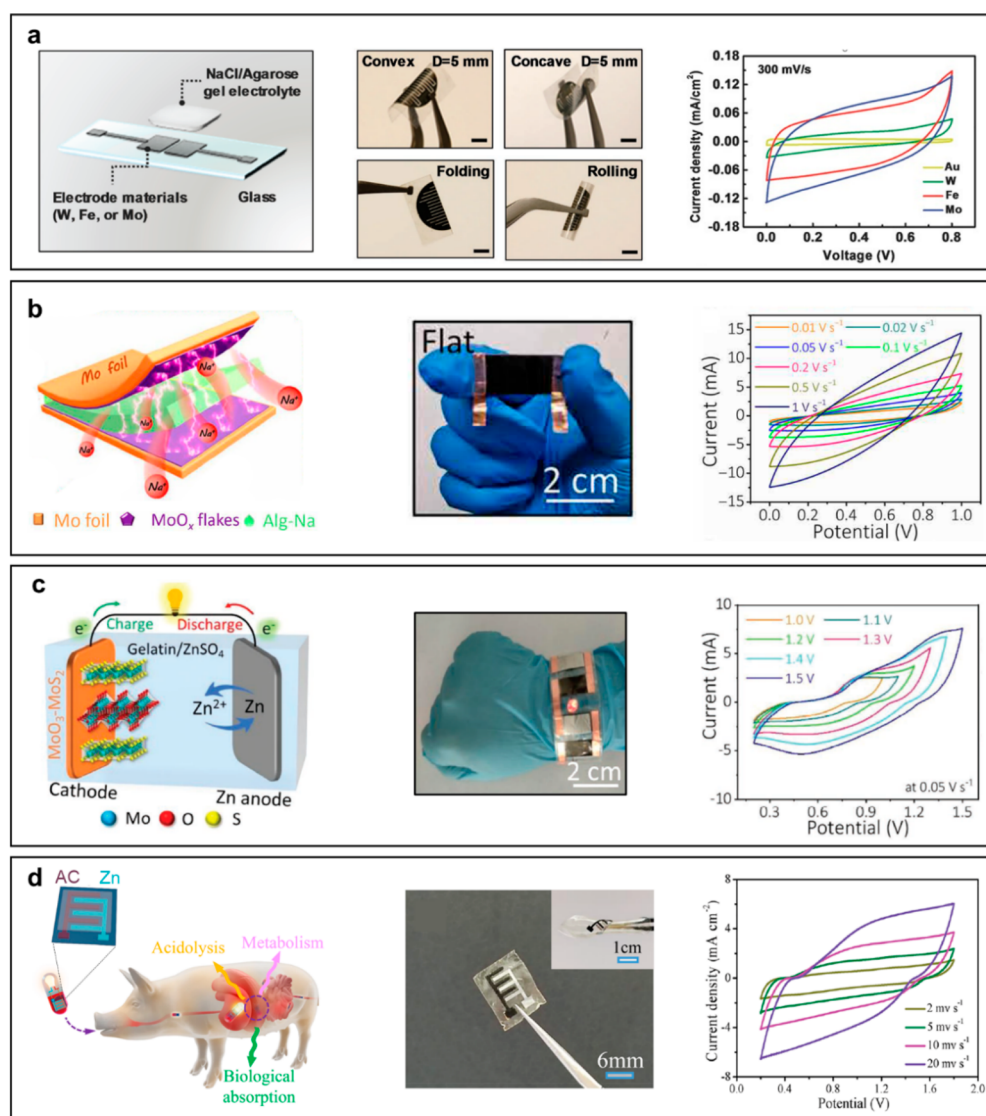 a
NaCl/Agarose
gel electrolyte
Electrode materials
(W, Fe, or Mo)
Glass
Convex D=5 mm
Concave D=5 mm
Folding
Rolling
300 mV/s
Current density (mA/cm²)
0.18
0.12
0.06
0.00
-0.06
-0.12
-0.18
Au
W
Fe
Mo
0.0 0.2 0.4 0.6 0.8
Voltage (V)
b
Mo foil
Na⁺
Na⁺
Na⁺
Na⁺
Na⁺
Na⁺
Mo foil MoOₓ flakes Alg-Na
Flat
2 cm
0.01 V s⁻¹ 0.02 V s⁻¹
0.05 V s⁻¹ 0.1 V s⁻¹
0.2 V s⁻¹
0.5 V s⁻¹
1 V s⁻¹
Current (mA)
15
10
5
0
−5
−10
−15
0.0 0.2 0.4 0.6 0.8 1.0
Potential (V)
c
e⁻ Charge Discharge e⁻
Gelatin/ZnSO₄
Zn²⁺ Zn
MoO₃-MoS₂
Cathode
Zn anode
Mo O S
2 cm
1.0 V 1.1 V
1.2 V 1.3 V
1.4 V
1.5 V
Current (mA)
10
5
0
-5
-10
at 0.05 V s⁻¹
0.3 0.6 0.9 1.2 1.5
Potential (V)
d
AC Zn
Acidolysis
Metabolism
Biological
absorption
1cm
6mm
Current density (mA cm⁻²)
8
4
0
-4
-8
2 mv s⁻¹
5 mv s⁻¹
10 mv s⁻¹
20 mv s⁻¹
0.0 0.4 0.8 1.2 1.6 2.0
Potential (V)